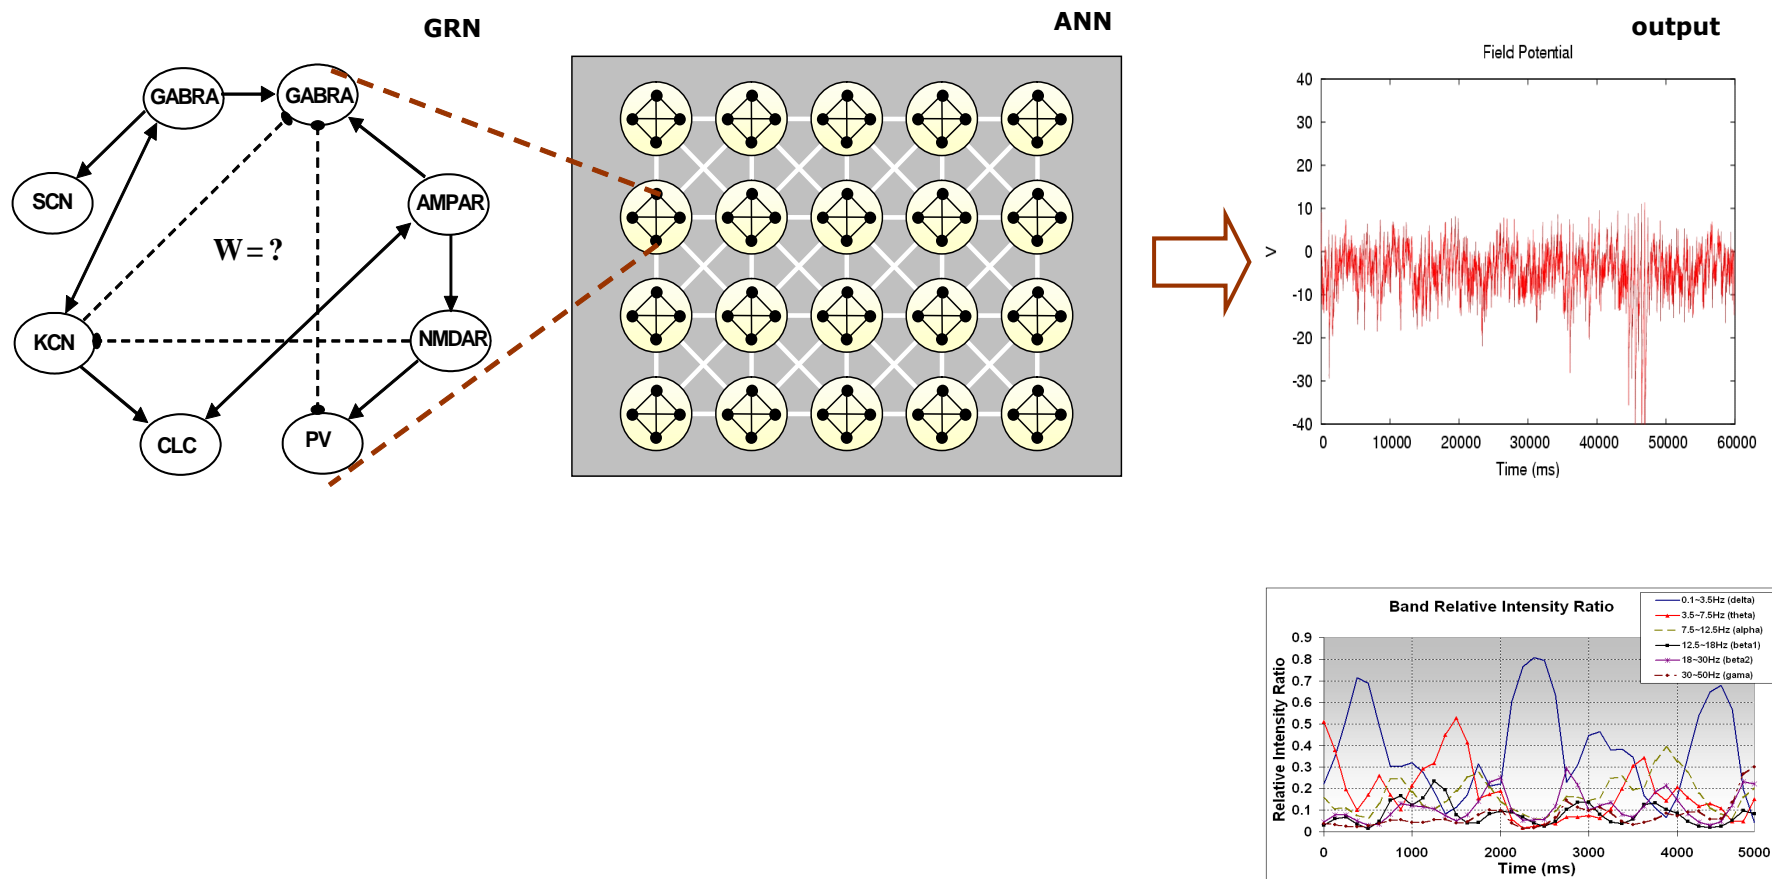 GRN
ANN
output
GABRA
GABRA
SCN
AMPAR
W=?
KCN
NMDAR
CLC
PV
Field Potential
40
30
20
10
0
-10
-20
-30
-40
V
0 10000 20000 30000 40000 50000 60000
Time (ms)
Band Relative Intensity Ratio
0.1~3.5Hz (delta)
3.5~7.5Hz (theta)
7.5~12.5Hz (alpha)
12.5~18Hz (beta1)
18~30Hz (beta2)
30~50Hz (gama)
Relative Intensity Ratio
0.9
0.8
0.7
0.6
0.5
0.4
0.3
0.2
0.1
0
0 1000 2000 3000 4000 5000
Time (ms)